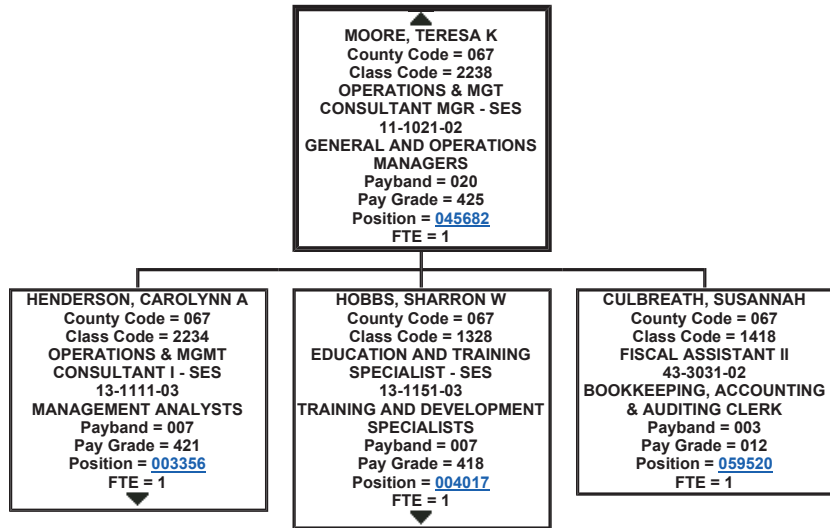 MOORE, TERESA K
County Code = 067
Class Code = 2238
OPERATIONS & MGT
CONSULTANT MGR - SES
11-1021-02
GENERAL AND OPERATIONS
MANAGERS
Payband = 020
Pay Grade = 425
Position = 045682
FTE = 1
HENDERSON, CAROLYNN A
County Code = 067
Class Code = 2234
OPERATIONS & MGMT
CONSULTANT I - SES
13-1111-03
MANAGEMENT ANALYSTS
Payband = 007
Pay Grade = 421
Position = 003356
FTE = 1
HOBBS, SHARRON W
County Code = 067
Class Code = 1328
EDUCATION AND TRAINING
SPECIALIST - SES
13-1151-03
TRAINING AND DEVELOPMENT
SPECIALISTS
Payband = 007
Pay Grade = 418
Position = 004017
FTE = 1
CULBREATH, SUSANNAH
County Code = 067
Class Code = 1418
FISCAL ASSISTANT II
43-3031-02
BOOKKEEPING, ACCOUNTING
& AUDITING CLERK
Payband = 003
Pay Grade = 012
Position = 059520
FTE = 1